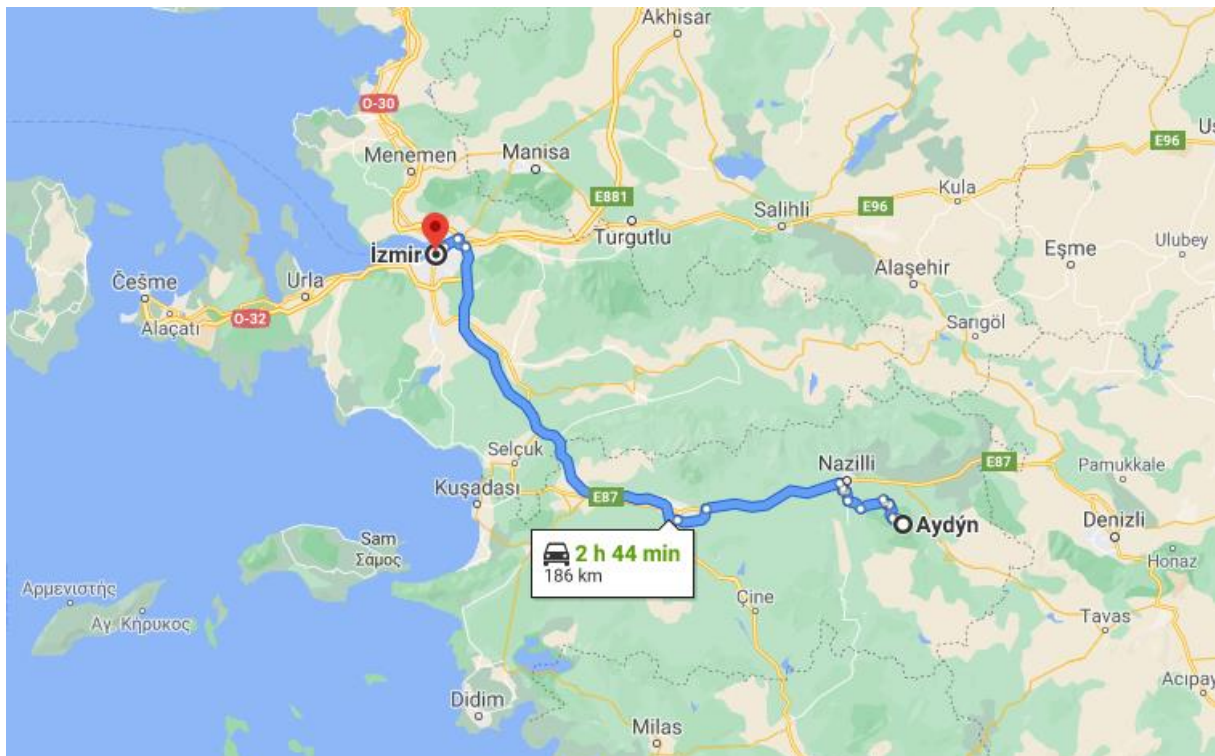 Akhisar
O-30
E96
Us
Menemen
Manisa
E881
Kula
Salihli
E96
Turgutlu
İzmir
Eşme
Ulubey
Alaşehir
Češme
Urla
Alaçatı
O-32
Sarıgöl
Selçuk
Nazilli
E87
Pamukkale
Kuşadası
E87
Aydýn
Denizli
Sam
Σάμος
2 h 44 min
186 km
Honaz
Αρμενιστής
Αγ. Κήρυκος
Çine
Tavas
Acıpay
Didim
Milas